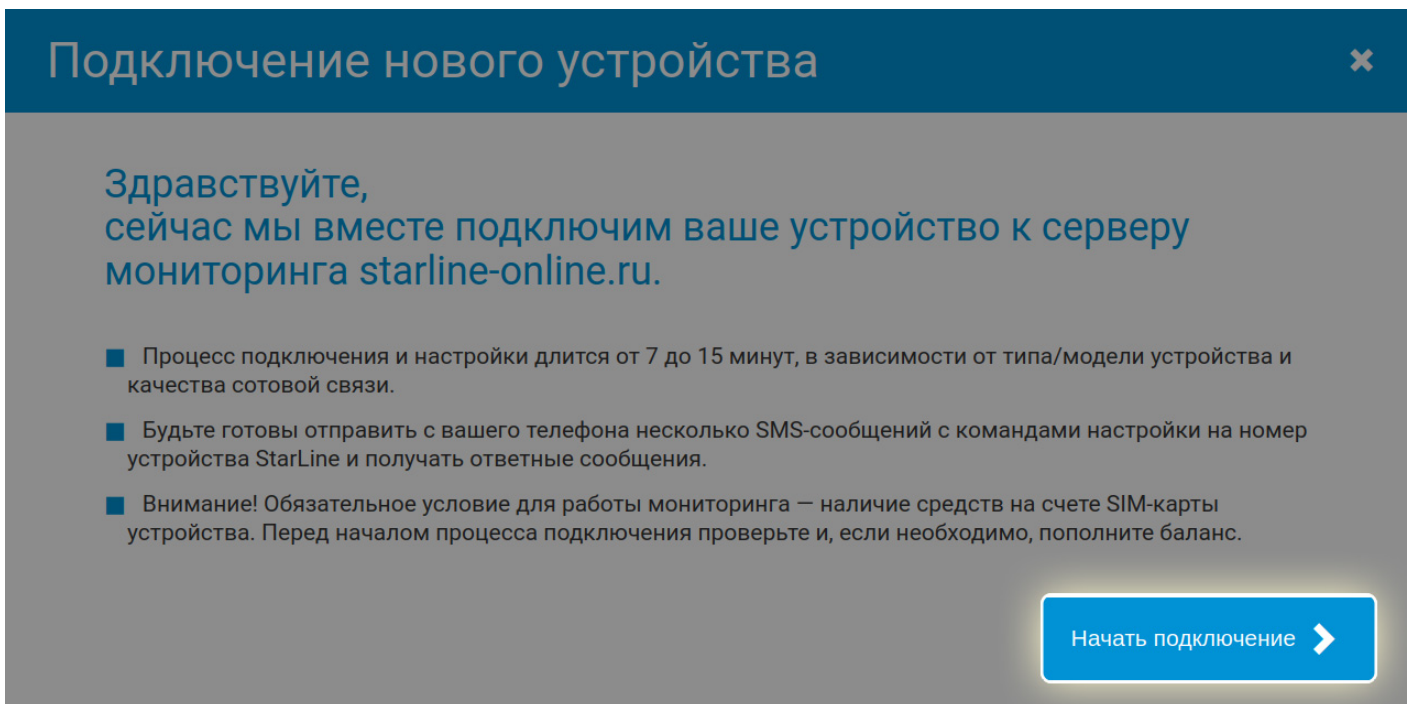 Подключение нового устройства
Здравствуйте,
сейчас мы вместе подключим ваше устройство к серверу
мониторинга starline-online.ru.
Процесс подключения и настройки длится от 7 до 15 минут, в зависимости от типа/модели устройства и
качества сотовой связи.
Будьте готовы отправить с вашего телефона несколько SMS-сообщений с командами настройки на номер
устройства StarLine и получать ответные сообщения.
Внимание! Обязательное условие для работы мониторинга — наличие средств на счете SIM-карты
устройства. Перед началом процесса подключения проверьте и, если необходимо, пополните баланс.
Начать подключение